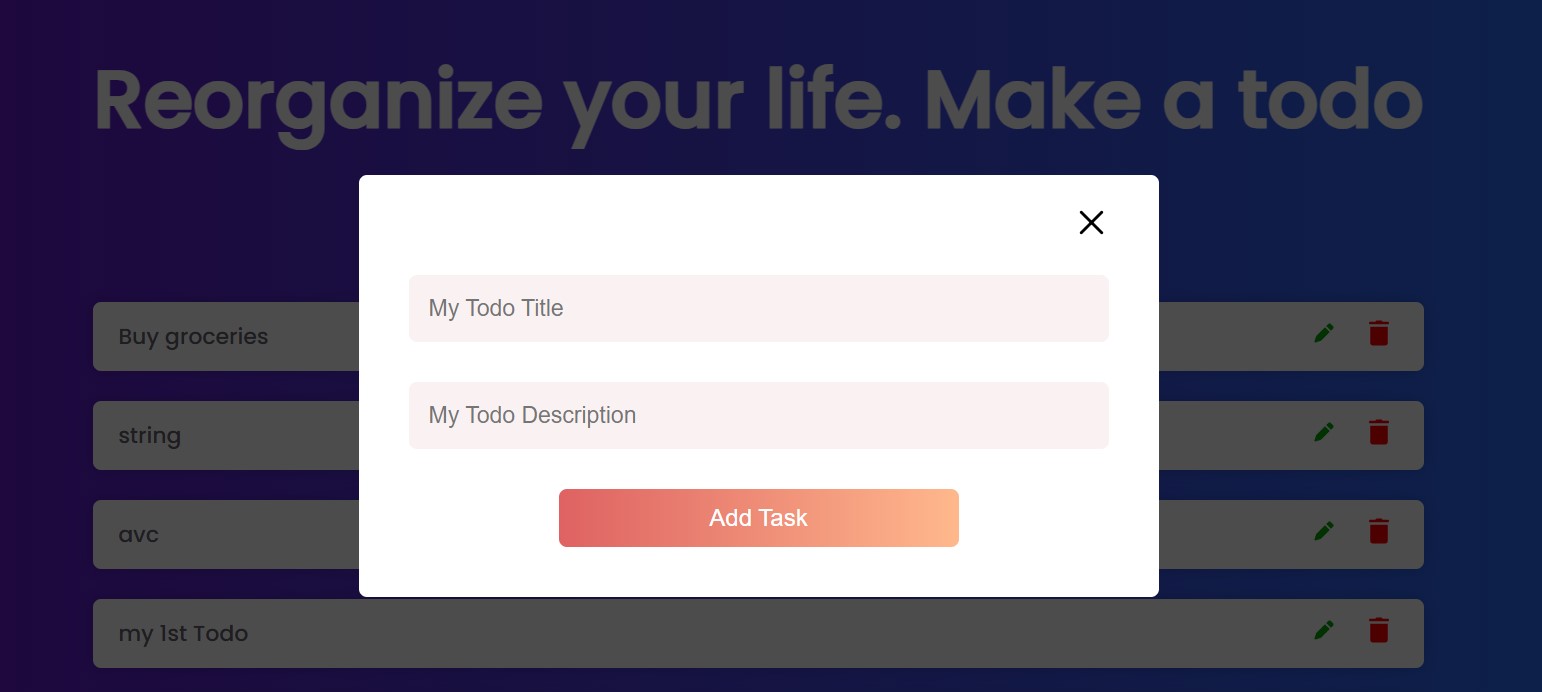 Reorganize your life. Make a todo
My Todo Title
My Todo Description
Add Task
Buy groceries
string
avc
my 1st Todo